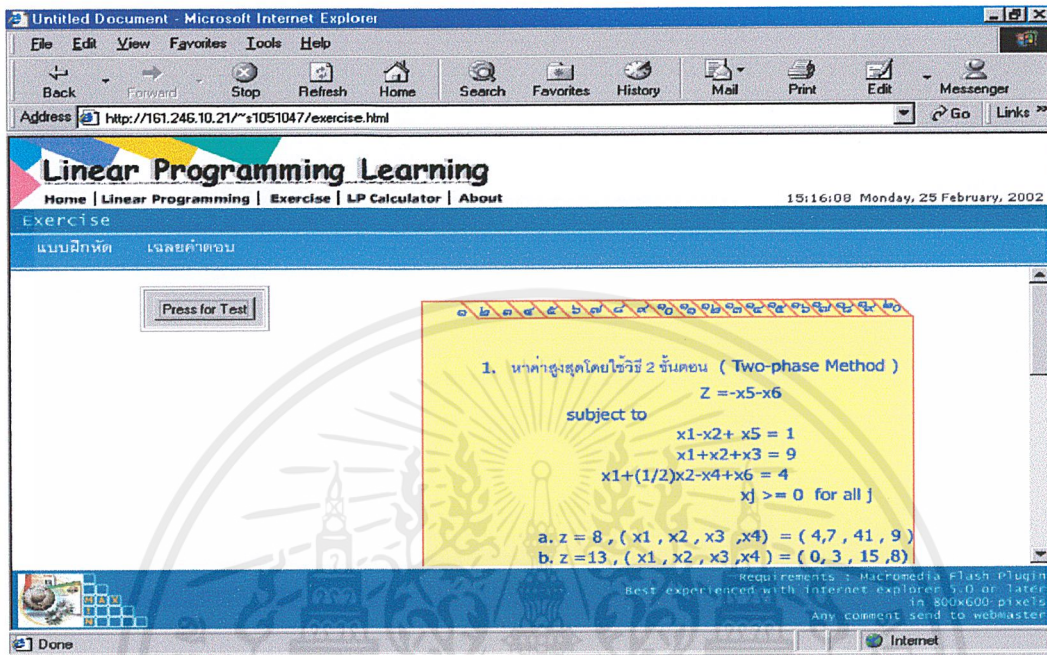 Untitled Document - Microsoft Internet Explorer
File Edit View Favorites Tools Help
Back Forward Stop Refresh Home Search Favorites History Mail Print Edit Messenger
Address http://161.246.10.21/~s1051047/exercise.html Go Links »
Linear Programming Learning
Home | Linear Programming | Exercise | LP Calculator | About 15:16:08 Monday, 25 February, 2002
Exercise
แบบฝึกหัด เฉลยคำตอบ
Press for Test
๑ ๒ ๓ ๔ ๕ ๖ ๗ ๘ ๙ ๑๐ ๑๑ ๑๒ ๑๓ ๑๔ ๑๕ ๑๖ ๑๗ ๑๘ ๑๙ ๒๐
1. หาค่าสูงสุดโดยใช้วิธี 2 ขั้นตอน ( Two-phase Method )
Z =-x5-x6
subject to
x1-x2+ x5 = 1
x1+x2+x3 = 9
x1+(1/2)x2-x4+x6 = 4
xj >= 0 for all j
a. z = 8 , ( x1 , x2 , x3 ,x4) = ( 4,7 , 41 , 9 )
b. z =13 , ( x1 , x2 , x3 ,x4 ) = ( 0, 3 , 15 ,8)
MAX
MIN
Requirements : Macromedia Flash Plugin
Best experienced with internet explorer 5.0 or later
in 800x600-pixels
Any comment send to webmaster
Done Internet